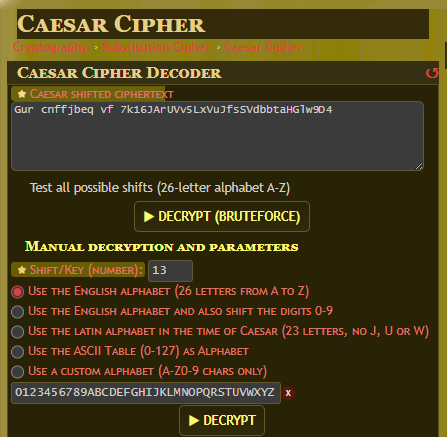 Caesar Cipher
Cryptography › Substitution Cipher › Caesar Cipher
Caesar Cipher Decoder
★ Caesar shifted ciphertext
Gur cnffjbeq vf 7k16JArUVv5LxVuJfsSVdbbtaHGlw9D4
Test all possible shifts (26-letter alphabet A-Z)
▶ DECRYPT (BRUTEFORCE)
Manual decryption and parameters
★ Shift/Key (number): 13
Use the English alphabet (26 letters from A to Z)
Use the English alphabet and also shift the digits 0-9
Use the latin alphabet in the time of Caesar (23 letters, no J, U or W)
Use the ASCII Table (0-127) as Alphabet
Use a custom alphabet (A-Z0-9 chars only)
0123456789ABCDEFGHIJKLMNOPQRSTUVWXYZ x
▶ DECRYPT